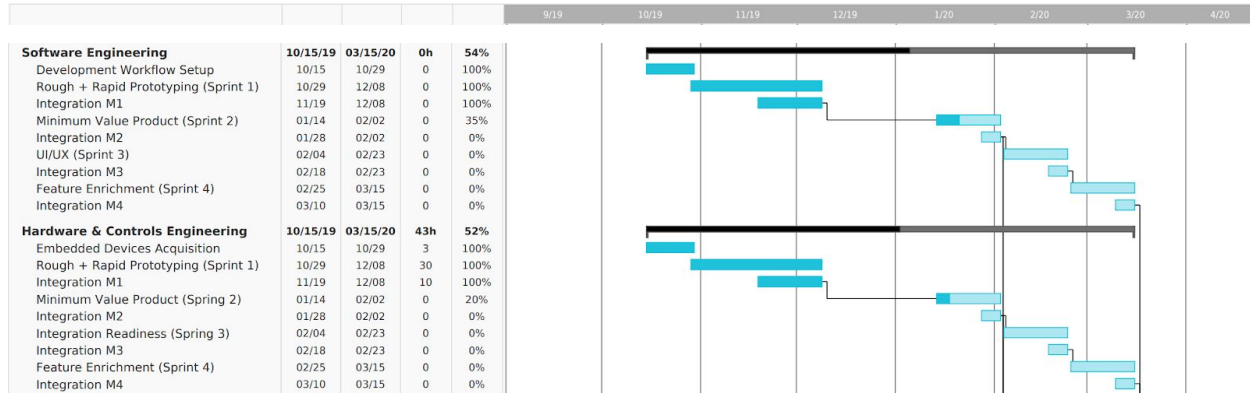 9/19 10/19 11/19 12/19 1/20 2/20 3/20 4/20
Software Engineering 10/15/19 03/15/20 0h 54%
Development Workflow Setup 10/15 10/29 0 100%
Rough + Rapid Prototyping (Sprint 1) 10/29 12/08 0 100%
Integration M1 11/19 12/08 0 100%
Minimum Value Product (Sprint 2) 01/14 02/02 0 35%
Integration M2 01/28 02/02 0 0%
UI/UX (Sprint 3) 02/04 02/23 0 0%
Integration M3 02/18 02/23 0 0%
Feature Enrichment (Sprint 4) 02/25 03/15 0 0%
Integration M4 03/10 03/15 0 0%
Hardware & Controls Engineering 10/15/19 03/15/20 43h 52%
Embedded Devices Acquisition 10/15 10/29 3 100%
Rough + Rapid Prototyping (Sprint 1) 10/29 12/08 30 100%
Integration M1 11/19 12/08 10 100%
Minimum Value Product (Spring 2) 01/14 02/02 0 20%
Integration M2 01/28 02/02 0 0%
Integration Readiness (Spring 3) 02/04 02/23 0 0%
Integration M3 02/18 02/23 0 0%
Feature Enrichment (Sprint 4) 02/25 03/15 0 0%
Integration M4 03/10 03/15 0 0%